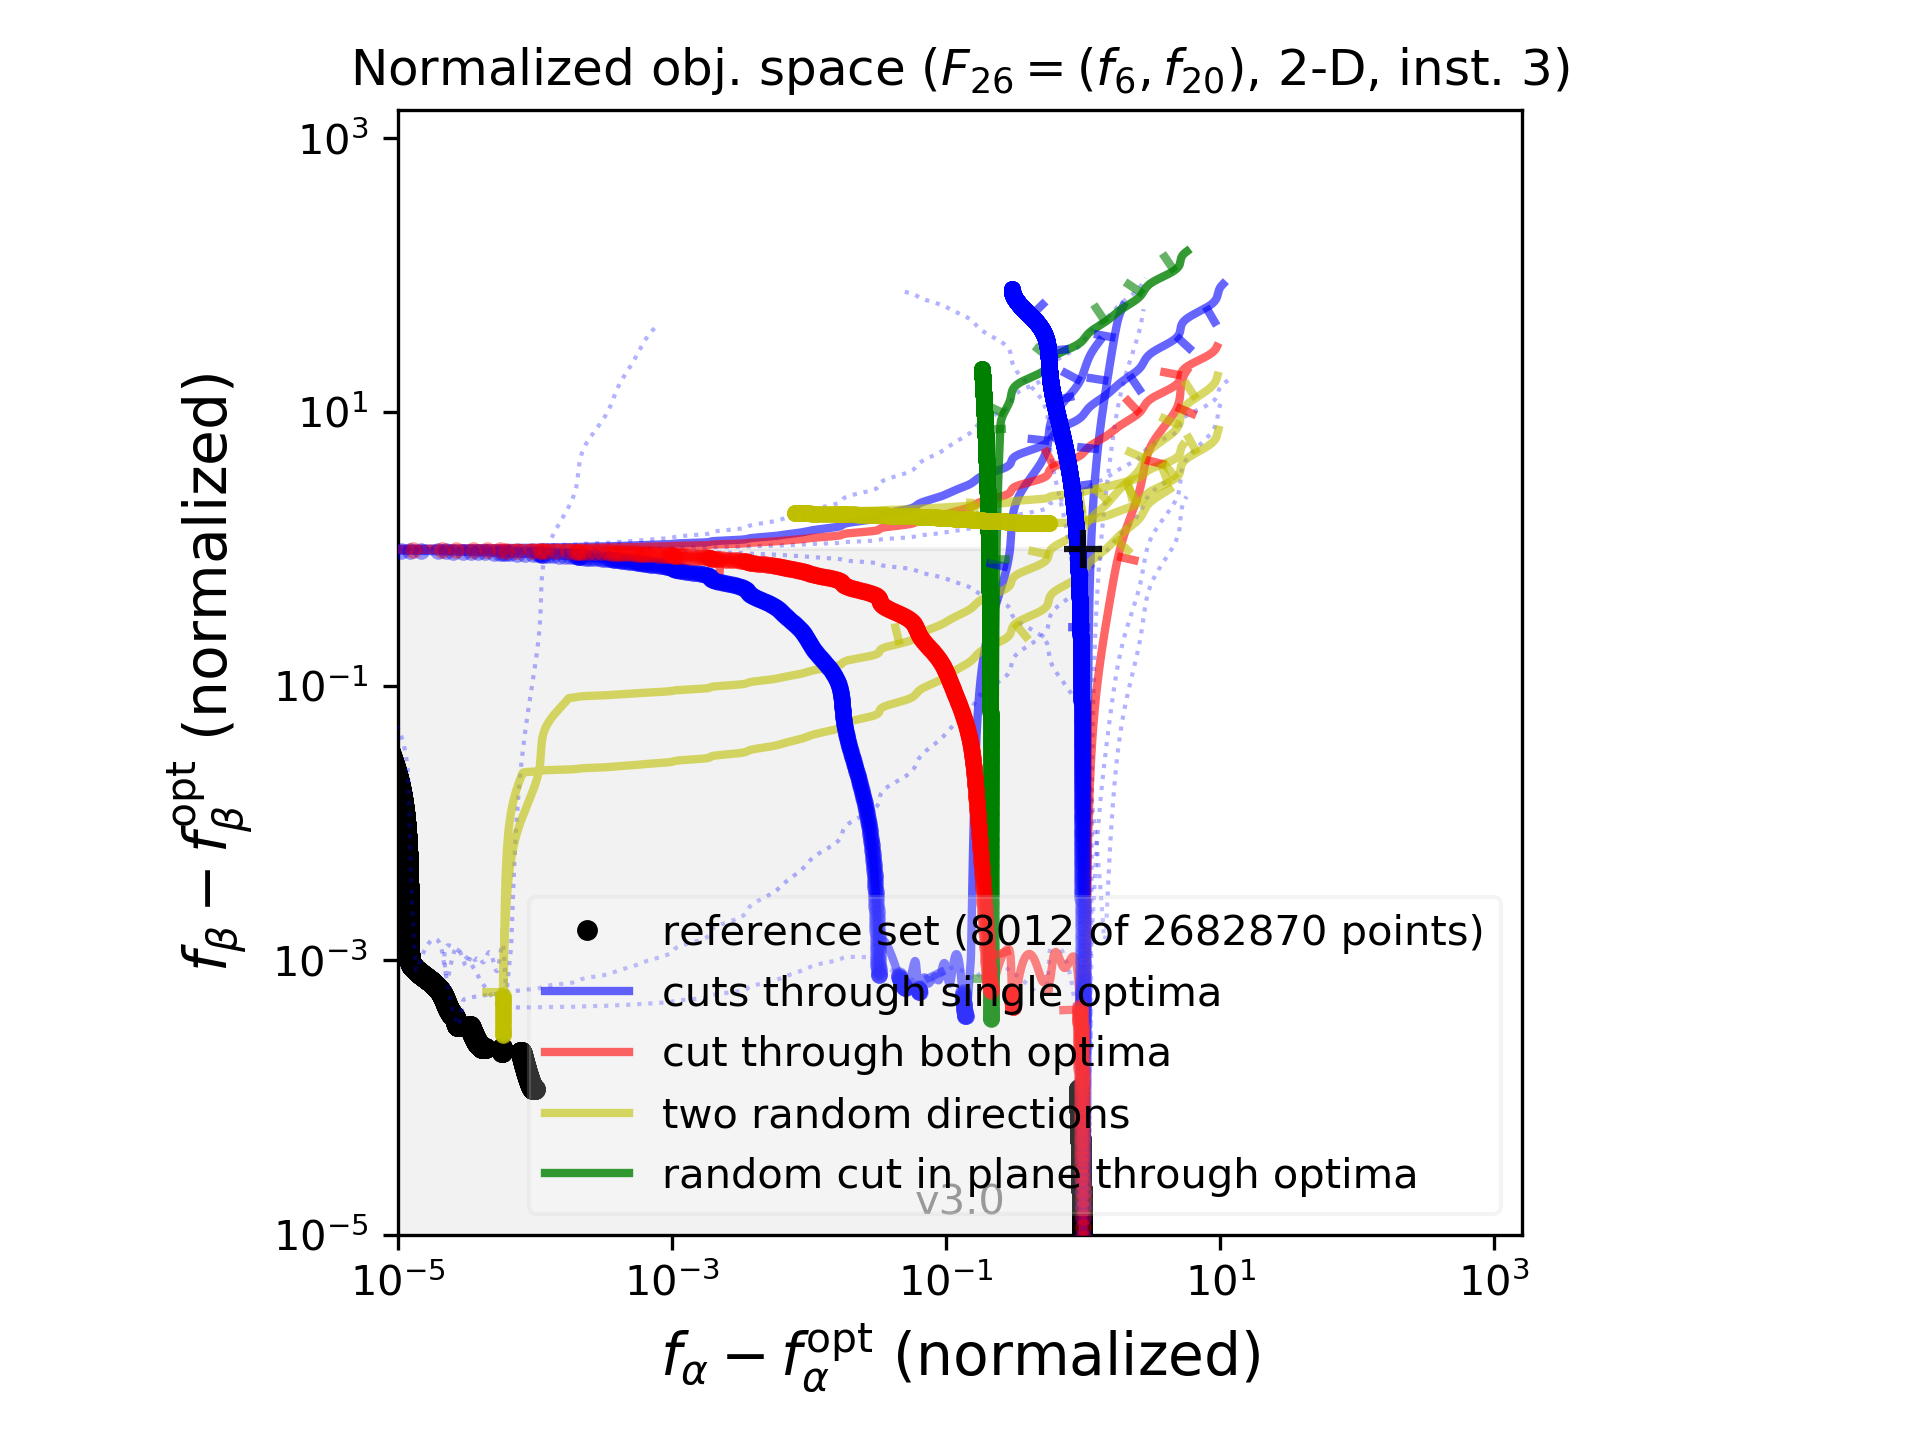 Normalized obj. space (F₂₆ = (f₆, f₂₀), 2-D, inst. 3)
10³
10¹
10⁻¹
10⁻³
10⁻⁵
f_β − f_β^opt (normalized)
reference set (8012 of 2682870 points)
cuts through single optima
cut through both optima
two random directions
random cut in plane through optima
v3.0
10⁻⁵ 10⁻³ 10⁻¹ 10¹ 10³
f_α − f_α^opt (normalized)